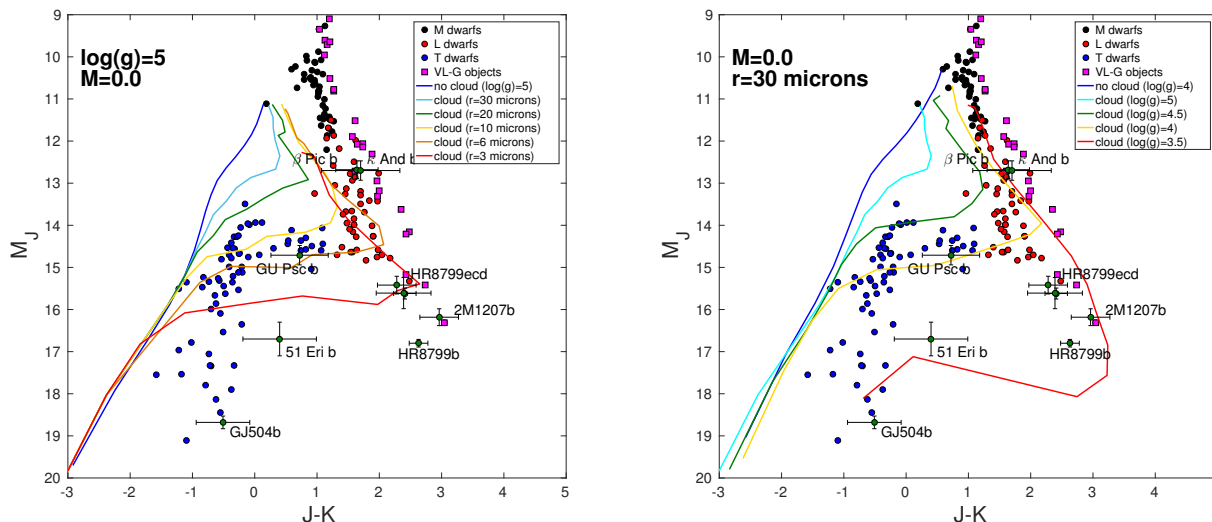 log(g)=5
M=0.0
M dwarfs
L dwarfs
T dwarfs
VL-G objects
no cloud (log(g)=5)
cloud (r=30 microns)
cloud (r=20 microns)
cloud (r=10 microns)
cloud (r=6 microns)
cloud (r=3 microns)
β Pic b
κ And b
GU Psc b
HR8799ecd
2M1207b
51 Eri b
HR8799b
GJ504b
9
10
11
12
13
14
15
16
17
18
19
20
M_J
-3 -2 -1 0 1 2 3 4 5
J-K
M=0.0
r=30 microns
M dwarfs
L dwarfs
T dwarfs
VL-G objects
no cloud (log(g)=4)
cloud (log(g)=5)
cloud (log(g)=4.5)
cloud (log(g)=4)
cloud (log(g)=3.5)
β Pic b
κ And b
GU Psc b
HR8799ecd
2M1207b
51 Eri b
HR8799b
GJ504b
9
10
11
12
13
14
15
16
17
18
19
20
M_J
-3 -2 -1 0 1 2 3 4
J-K